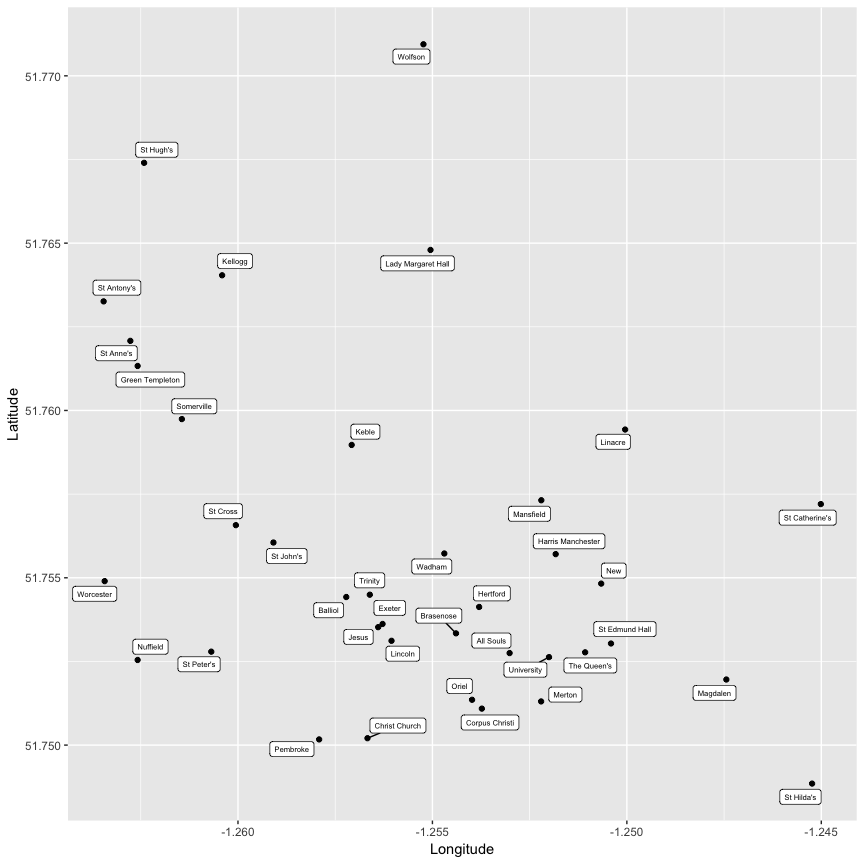 Wolfson
51.770
St Hugh's
51.765
Kellogg
Lady Margaret Hall
St Antony's
St Anne's
Green Templeton
Somerville
51.760
Keble
Linacre
St Cross
Mansfield
St Catherine's
Harris Manchester
St John's
Wadham
New
51.755
Trinity
Worcester
Hertford
Balliol
Exeter
Brasenose
St Edmund Hall
Jesus
All Souls
Nuffield
Lincoln
St Peter's
University
The Queen's
Oriel
Merton
Magdalen
Corpus Christi
Christ Church
51.750
Pembroke
St Hilda's
Latitude
-1.260
-1.255
-1.250
-1.245
Longitude